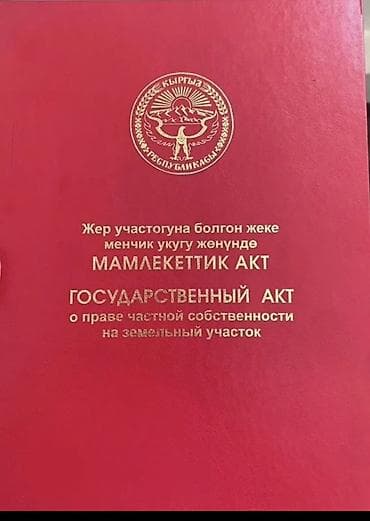 КЫРГЫЗ
РЕСПУБЛИКАСЫ
Жер участогуна болгон жеке
менчик укугу жөнүндө
МАМЛЕКЕТТИК АКТ
ГОСУДАРСТВЕННЫЙ АКТ
о праве частной собственности
на земельный участок